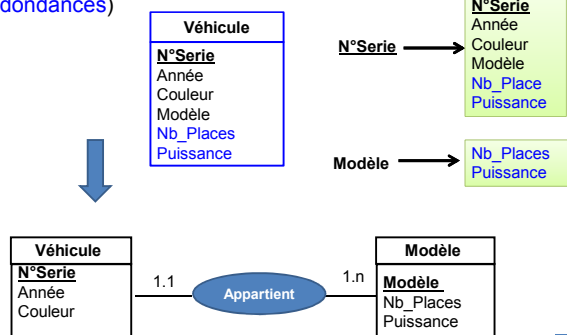 dondances)
Véhicule
N°Serie
Année
Couleur
Modèle
Nb_Places
Puissance
N°Serie
N°Serie
Année
Couleur
Modèle
Nb_Place
Puissance
Modèle
Nb_Places
Puissance
Véhicule
N°Serie
Année
Couleur
1.1
Appartient
1.n
Modèle
Modèle
Nb_Places
Puissance